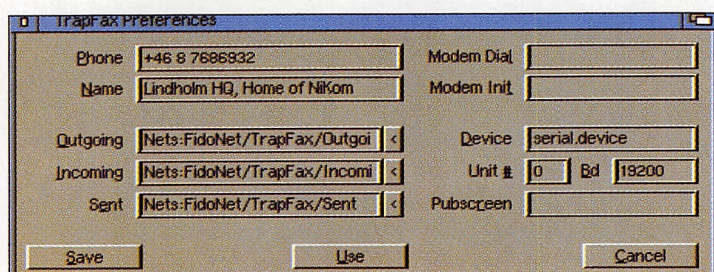 TrapFax Preferences
Phone +46 8 7686932
Name Lindholm HQ, Home of NiKom
Outgoing Nets:FidoNet/TrapFax/Outgoi <
Incoming Nets:FidoNet/TrapFax/Incomi <
Sent Nets:FidoNet/TrapFax/Sent <
Modem Dial
Modem Init
Device serial.device
Unit # 0 Bd 19200
Pubscreen
Save Use Cancel